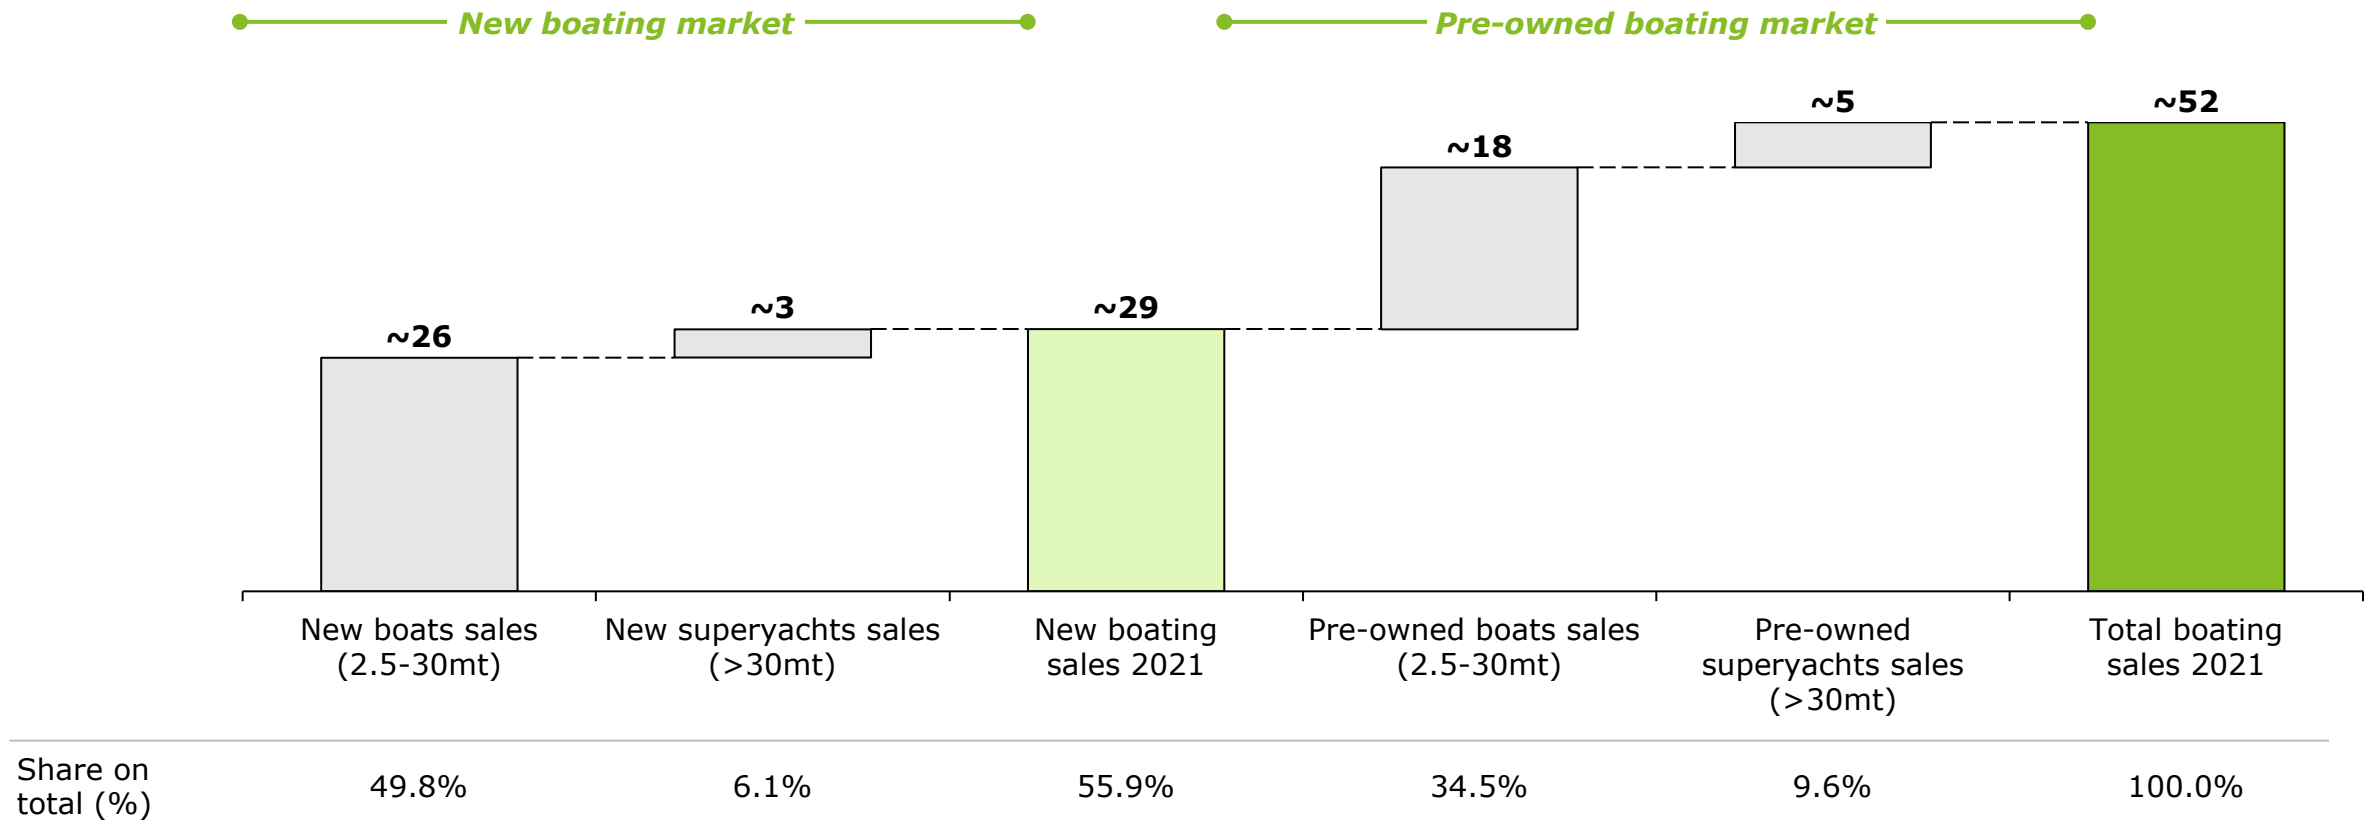 New boating market
Pre-owned boating market
~26
~3
~29
~18
~5
~52
New boats sales
(2.5-30mt)
New superyachts sales
(>30mt)
New boating
sales 2021
Pre-owned boats sales
(2.5-30mt)
Pre-owned
superyachts sales
(>30mt)
Total boating
sales 2021
Share on
total (%)
49.8%
6.1%
55.9%
34.5%
9.6%
100.0%